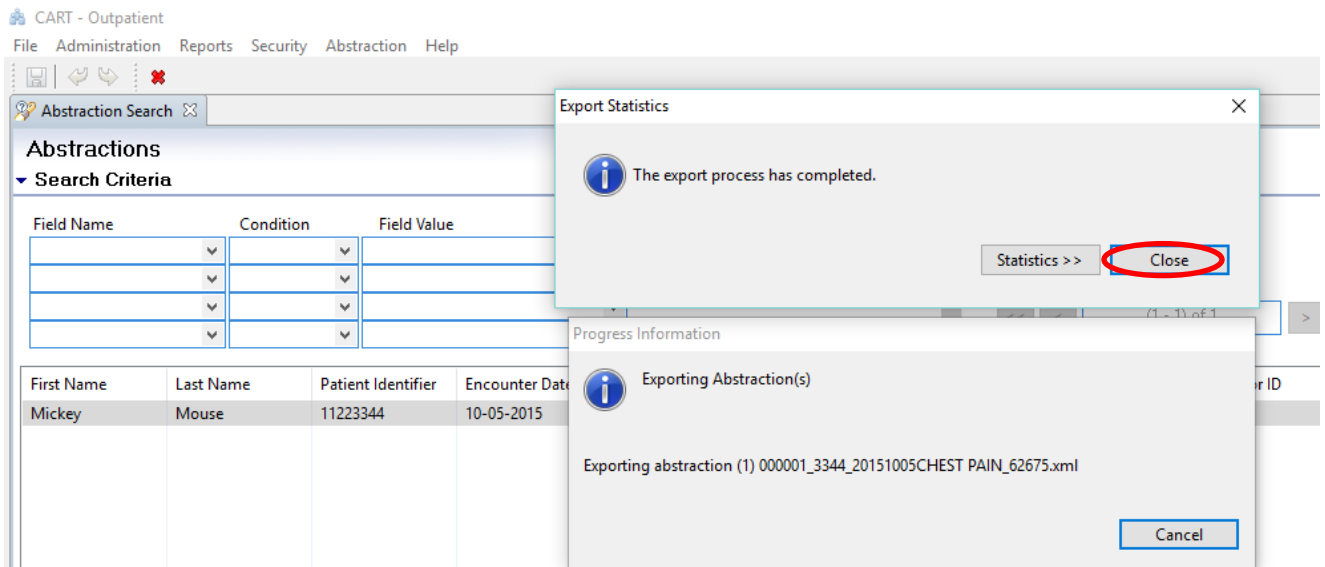 CART - Outpatient
File Administration Reports Security Abstraction Help
Abstraction Search
Abstractions
Search Criteria
Field Name Condition Field Value
Export Statistics
The export process has completed.
Statistics >> Close
<< < (1 - 1) of 1 >
Progress Information
Exporting Abstraction(s)
Exporting abstraction (1) 000001_3344_20151005CHEST PAIN_62675.xml
Cancel
First Name Last Name Patient Identifier Encounter Date r ID
Mickey Mouse 11223344 10-05-2015